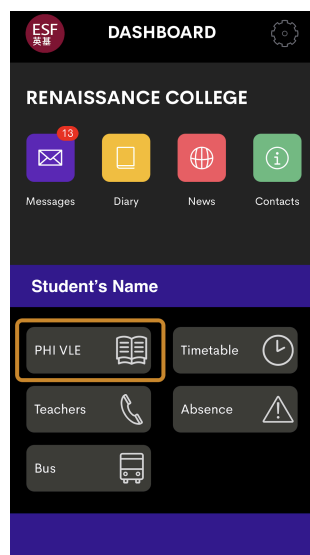 ESF
英基
DASHBOARD
RENAISSANCE COLLEGE
13
Messages Diary News Contacts
Student's Name
PHI VLE Timetable
Teachers Absence
Bus